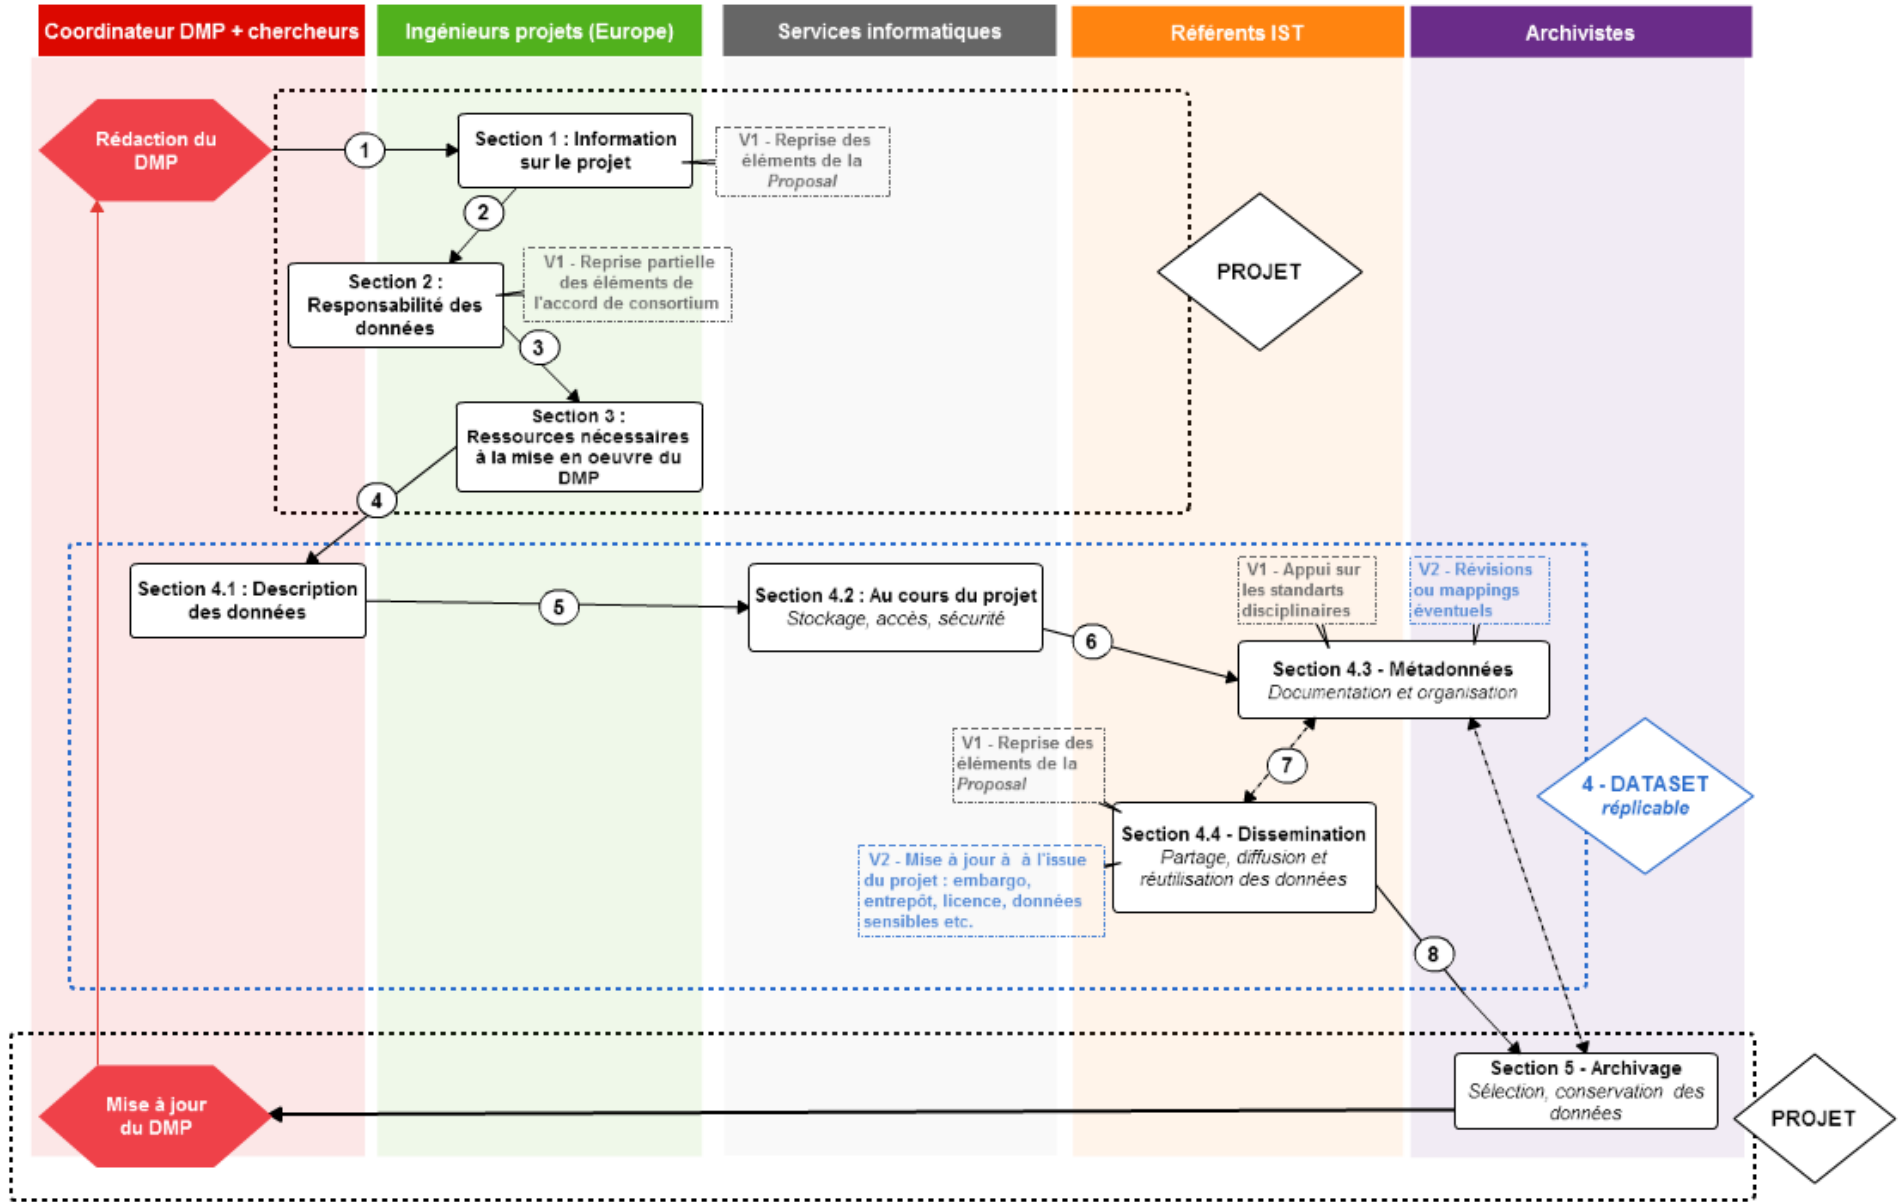 Coordinateur DMP + chercheurs
Ingénieurs projets (Europe)
Services informatiques
Référents IST
Archivistes
Rédaction du
DMP
1
Section 1 : Information
sur le projet
V1 - Reprise des
éléments de la
Proposal
2
Section 2 :
Responsabilité des
données
V1 - Reprise partielle
des éléments de
l'accord de consortium
PROJET
3
Section 3 :
Ressources nécessaires
à la mise en oeuvre du
DMP
4
Section 4.1 : Description
des données
5
Section 4.2 : Au cours du projet
Stockage, accès, sécurité
6
V1 - Appui sur
les standarts
disciplinaires
V2 - Révisions
ou mappings
éventuels
Section 4.3 - Métadonnées
Documentation et organisation
7
V1 - Reprise des
éléments de la
Proposal
Section 4.4 - Dissemination
Partage, diffusion et
réutilisation des données
V2 - Mise à jour à  à l'issue
du projet : embargo,
entrepôt, licence, données
sensibles etc.
4 - DATASET
réplicable
8
Section 5 - Archivage
Sélection, conservation des
données
Mise à jour
du DMP
PROJET